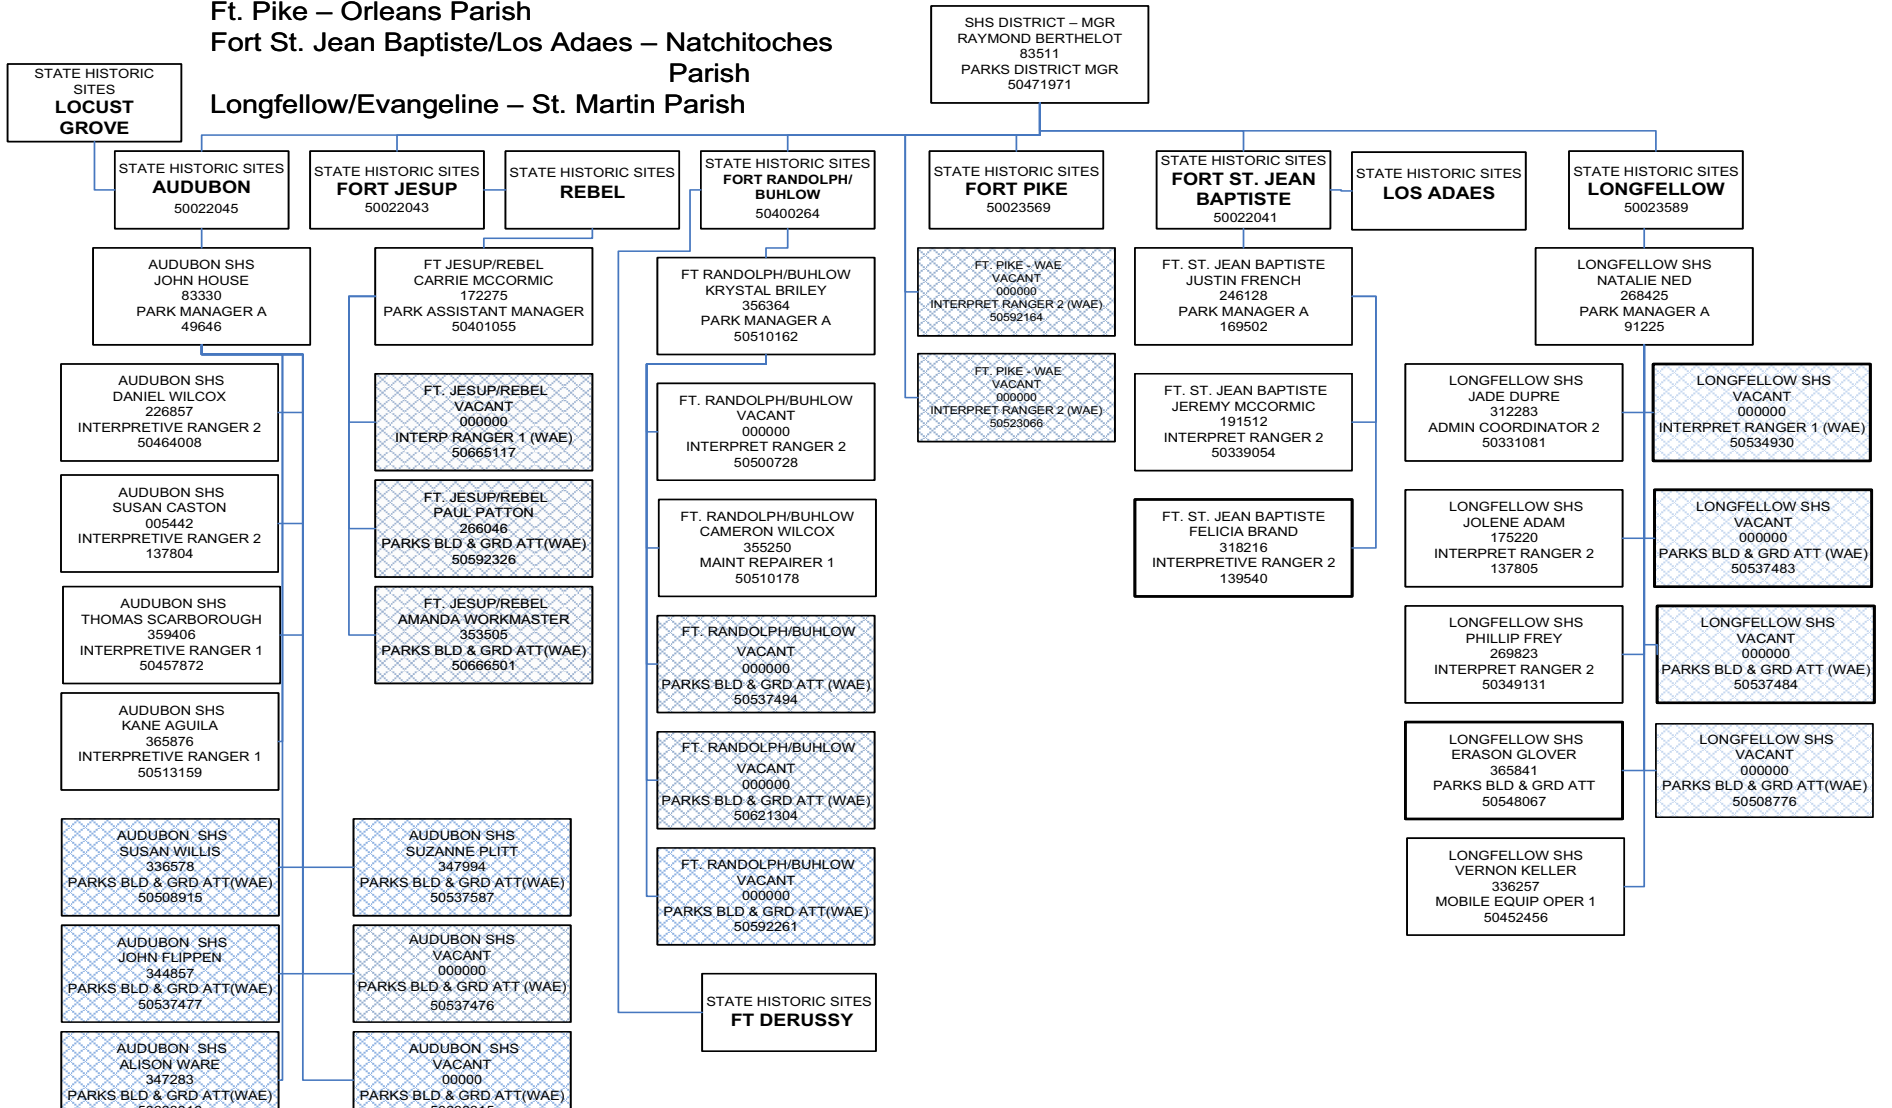 Ft. Pike – Orleans Parish
Fort St. Jean Baptiste/Los Adaes – Natchitoches
Parish
Longfellow/Evangeline – St. Martin Parish
SHS DISTRICT – MGR
RAYMOND BERTHELOT
83511
PARKS DISTRICT MGR
50471971
STATE HISTORIC
SITES
LOCUST
GROVE
STATE HISTORIC SITES
AUDUBON
50022045
STATE HISTORIC SITES
FORT JESUP
50022043
STATE HISTORIC SITES
REBEL
STATE HISTORIC SITES
FORT RANDOLPH/
BUHLOW
50400264
STATE HISTORIC SITES
FORT PIKE
50023569
STATE HISTORIC SITES
FORT ST. JEAN
BAPTISTE
50022041
STATE HISTORIC SITES
LOS ADAES
STATE HISTORIC SITES
LONGFELLOW
50023589
AUDUBON SHS
JOHN HOUSE
83330
PARK MANAGER A
49646
AUDUBON SHS
DANIEL WILCOX
226857
INTERPRETIVE RANGER 2
50464008
AUDUBON SHS
SUSAN CASTON
005442
INTERPRETIVE RANGER 2
137804
AUDUBON SHS
THOMAS SCARBOROUGH
359406
INTERPRETIVE RANGER 1
50457872
AUDUBON SHS
KANE AGUILA
365876
INTERPRETIVE RANGER 1
50513159
AUDUBON SHS
SUSAN WILLIS
336578
PARKS BLD & GRD ATT(WAE)
50508915
AUDUBON SHS
JOHN FLIPPEN
344857
PARKS BLD & GRD ATT(WAE)
50537477
AUDUBON SHS
ALISON WARE
347283
PARKS BLD & GRD ATT(WAE)
AUDUBON SHS
SUZANNE PLITT
347994
PARKS BLD & GRD ATT(WAE)
50537587
AUDUBON SHS
VACANT
000000
PARKS BLD & GRD ATT (WAE)
50537476
AUDUBON SHS
VACANT
00000
PARKS BLD & GRD ATT(WAE)
FT JESUP/REBEL
CARRIE MCCORMIC
172275
PARK ASSISTANT MANAGER
50401055
FT. JESUP/REBEL
VACANT
000000
INTERP RANGER 1 (WAE)
50665117
FT. JESUP/REBEL
PAUL PATTON
266046
PARKS BLD & GRD ATT(WAE)
50592326
FT. JESUP/REBEL
AMANDA WORKMASTER
353505
PARKS BLD & GRD ATT(WAE)
50666501
FT RANDOLPH/BUHLOW
KRYSTAL BRILEY
356364
PARK MANAGER A
50510162
FT. RANDOLPH/BUHLOW
VACANT
000000
INTERPRET RANGER 2
50500728
FT. RANDOLPH/BUHLOW
CAMERON WILCOX
355250
MAINT REPAIRER 1
50510178
FT. RANDOLPH/BUHLOW
VACANT
000000
PARKS BLD & GRD ATT (WAE)
50537494
FT. RANDOLPH/BUHLOW
VACANT
000000
PARKS BLD & GRD ATT (WAE)
50621304
FT. RANDOLPH/BUHLOW
VACANT
000000
PARKS BLD & GRD ATT(WAE)
50592261
STATE HISTORIC SITES
FT DERUSSY
FT. PIKE - WAE
VACANT
000000
INTERPRET RANGER 2 (WAE)
50592164
FT. PIKE - WAE
VACANT
000000
INTERPRET RANGER 2 (WAE)
50523066
FT. ST. JEAN BAPTISTE
JUSTIN FRENCH
246128
PARK MANAGER A
169502
FT. ST. JEAN BAPTISTE
JEREMY MCCORMIC
191512
INTERPRET RANGER 2
50339054
FT. ST. JEAN BAPTISTE
FELICIA BRAND
318216
INTERPRETIVE RANGER 2
139540
LONGFELLOW SHS
NATALIE NED
268425
PARK MANAGER A
91225
LONGFELLOW SHS
JADE DUPRE
312283
ADMIN COORDINATOR 2
50331081
LONGFELLOW SHS
JOLENE ADAM
175220
INTERPRET RANGER 2
137805
LONGFELLOW SHS
PHILLIP FREY
269823
INTERPRET RANGER 2
50349131
LONGFELLOW SHS
ERASON GLOVER
365841
PARKS BLD & GRD ATT
50548067
LONGFELLOW SHS
VERNON KELLER
336257
MOBILE EQUIP OPER 1
50452456
LONGFELLOW SHS
VACANT
000000
INTERPRET RANGER 1 (WAE)
50534930
LONGFELLOW SHS
VACANT
000000
PARKS BLD & GRD ATT (WAE)
50537483
LONGFELLOW SHS
VACANT
000000
PARKS BLD & GRD ATT (WAE)
50537484
LONGFELLOW SHS
VACANT
000000
PARKS BLD & GRD ATT(WAE)
50508776